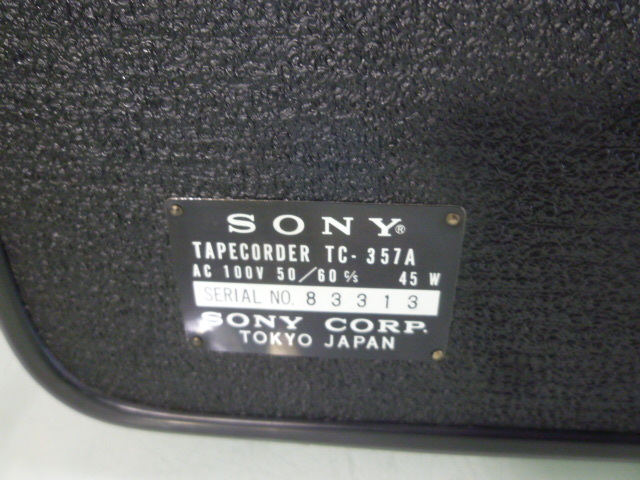 SONY®
TAPECORDER TC-357A
AC 100V 50/60 c/s 45 W
SERIAL NO. 83313
SONY CORP.
TOKYO JAPAN